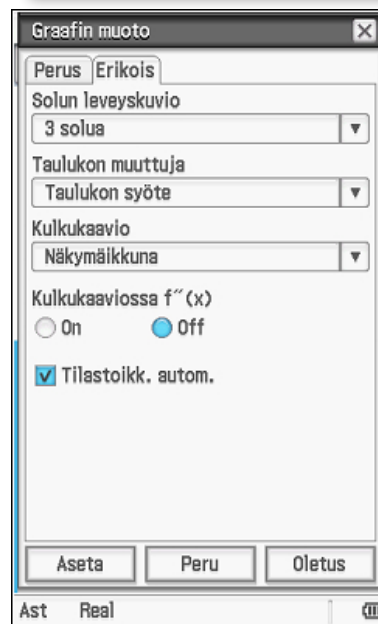 Graafin muoto
Perus Erikois
Solun leveyskuvio
3 solua
Taulukon muuttuja
Taulukon syöte
Kulkukaavio
Näkymäikkuna
Kulkukaaviossa f″(x)
On Off
Tilastoikk. autom.
Aseta Peru Oletus
Ast Real